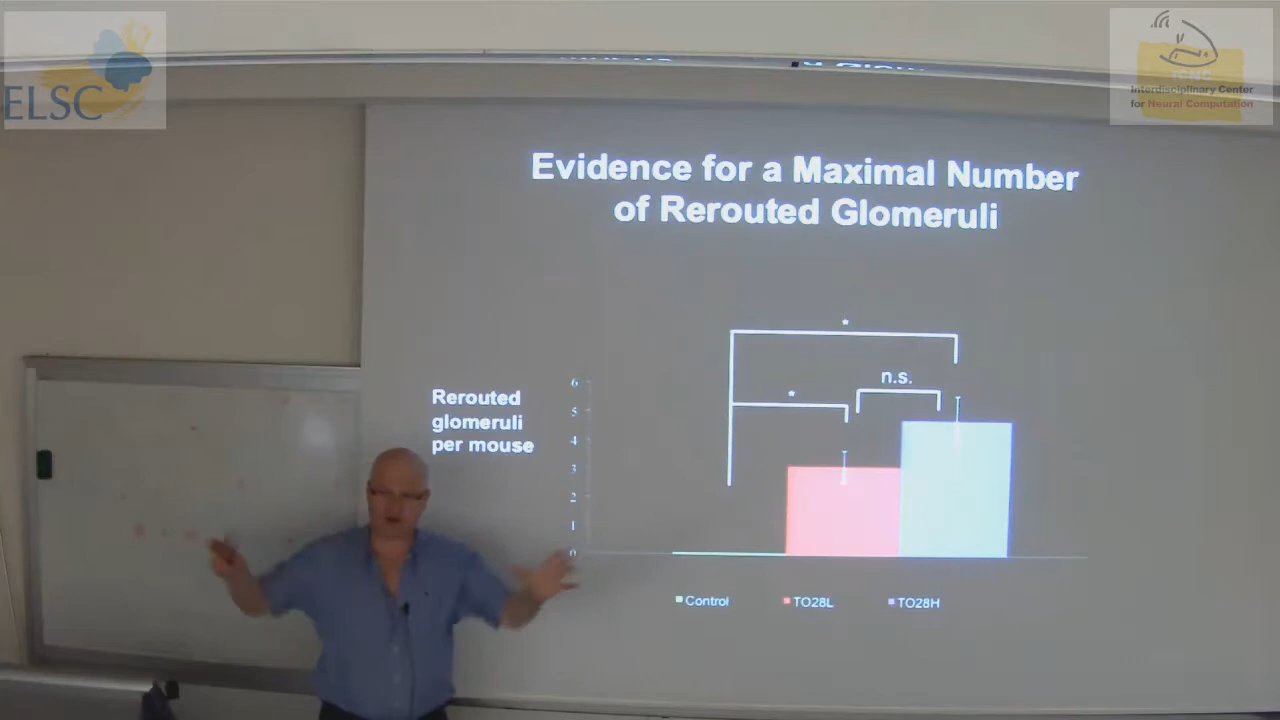 ELSC
Interdisciplinary Center
for Neural Computation
Evidence for a Maximal Number
of Rerouted Glomeruli
*
n.s.
*
Rerouted
glomeruli
per mouse
6
5
4
3
2
1
0
Control
TO28L
TO28H